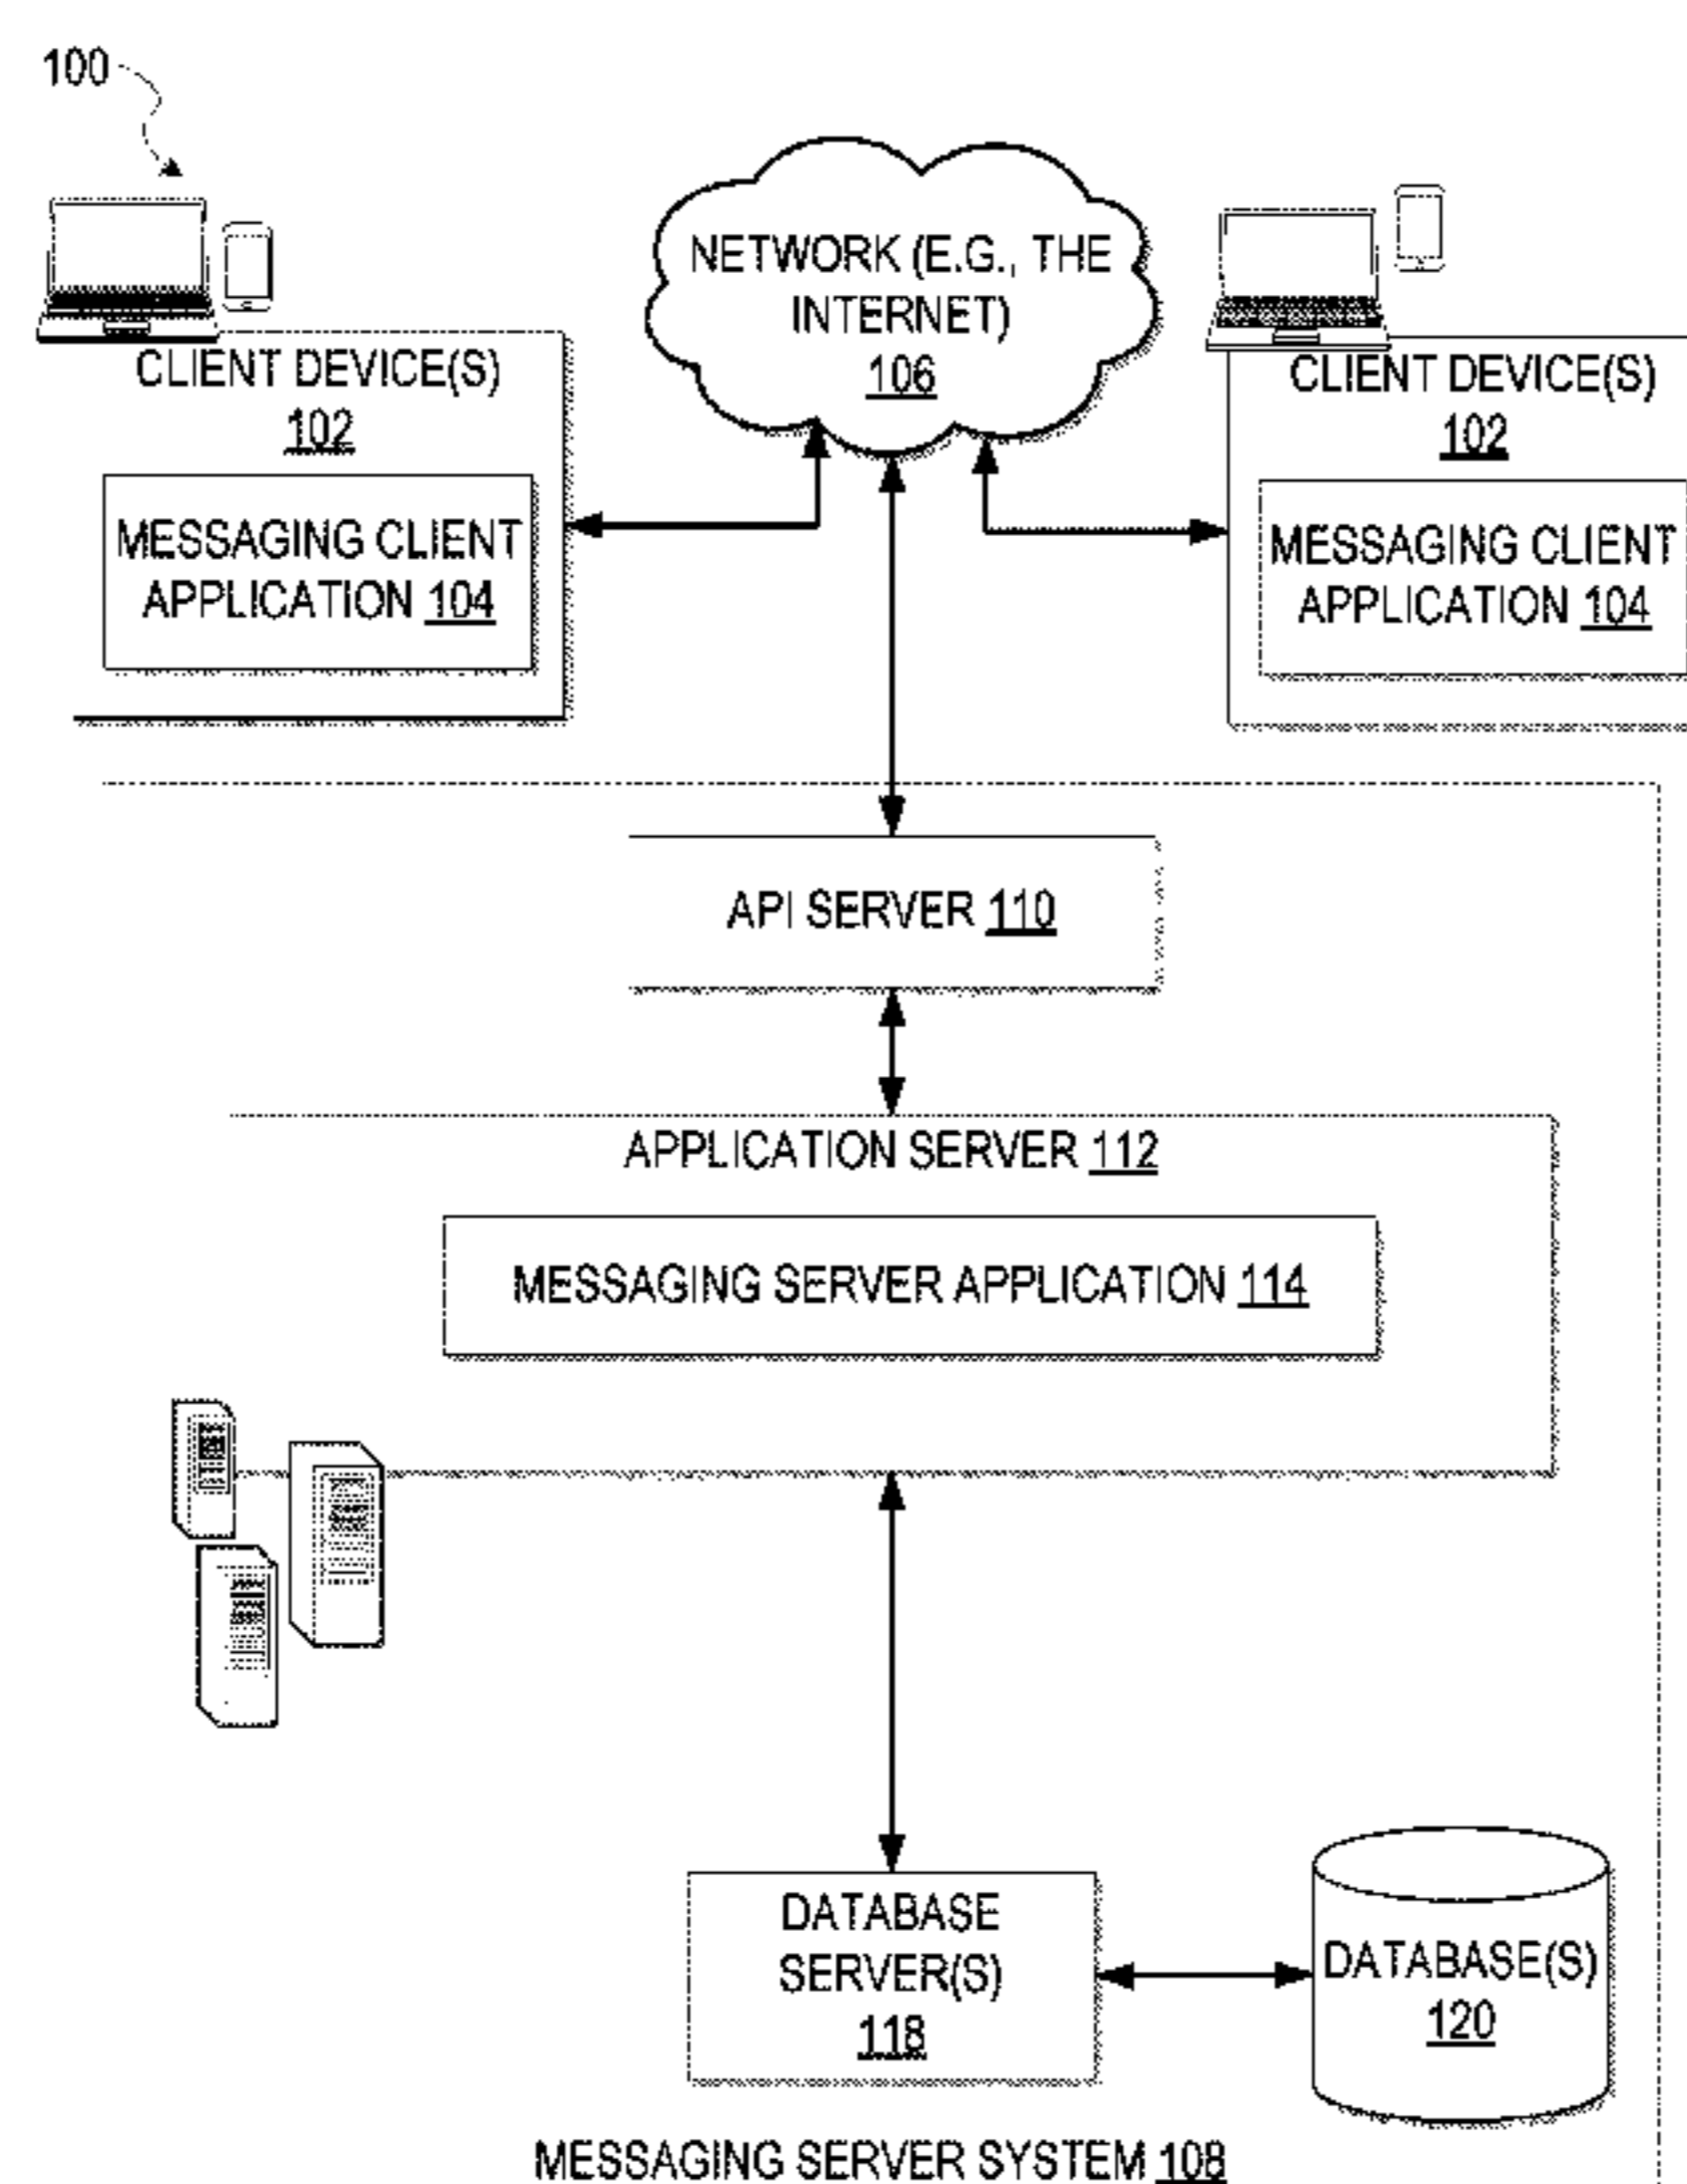 100
NETWORK (E.G., THE
INTERNET)
106
CLIENT DEVICE(S)
102
MESSAGING CLIENT
APPLICATION 104
CLIENT DEVICE(S)
102
MESSAGING CLIENT
APPLICATION 104
API SERVER 110
APPLICATION SERVER 112
MESSAGING SERVER APPLICATION 114
DATABASE
SERVER(S)
118
DATABASE(S)
120
MESSAGING SERVER SYSTEM 108